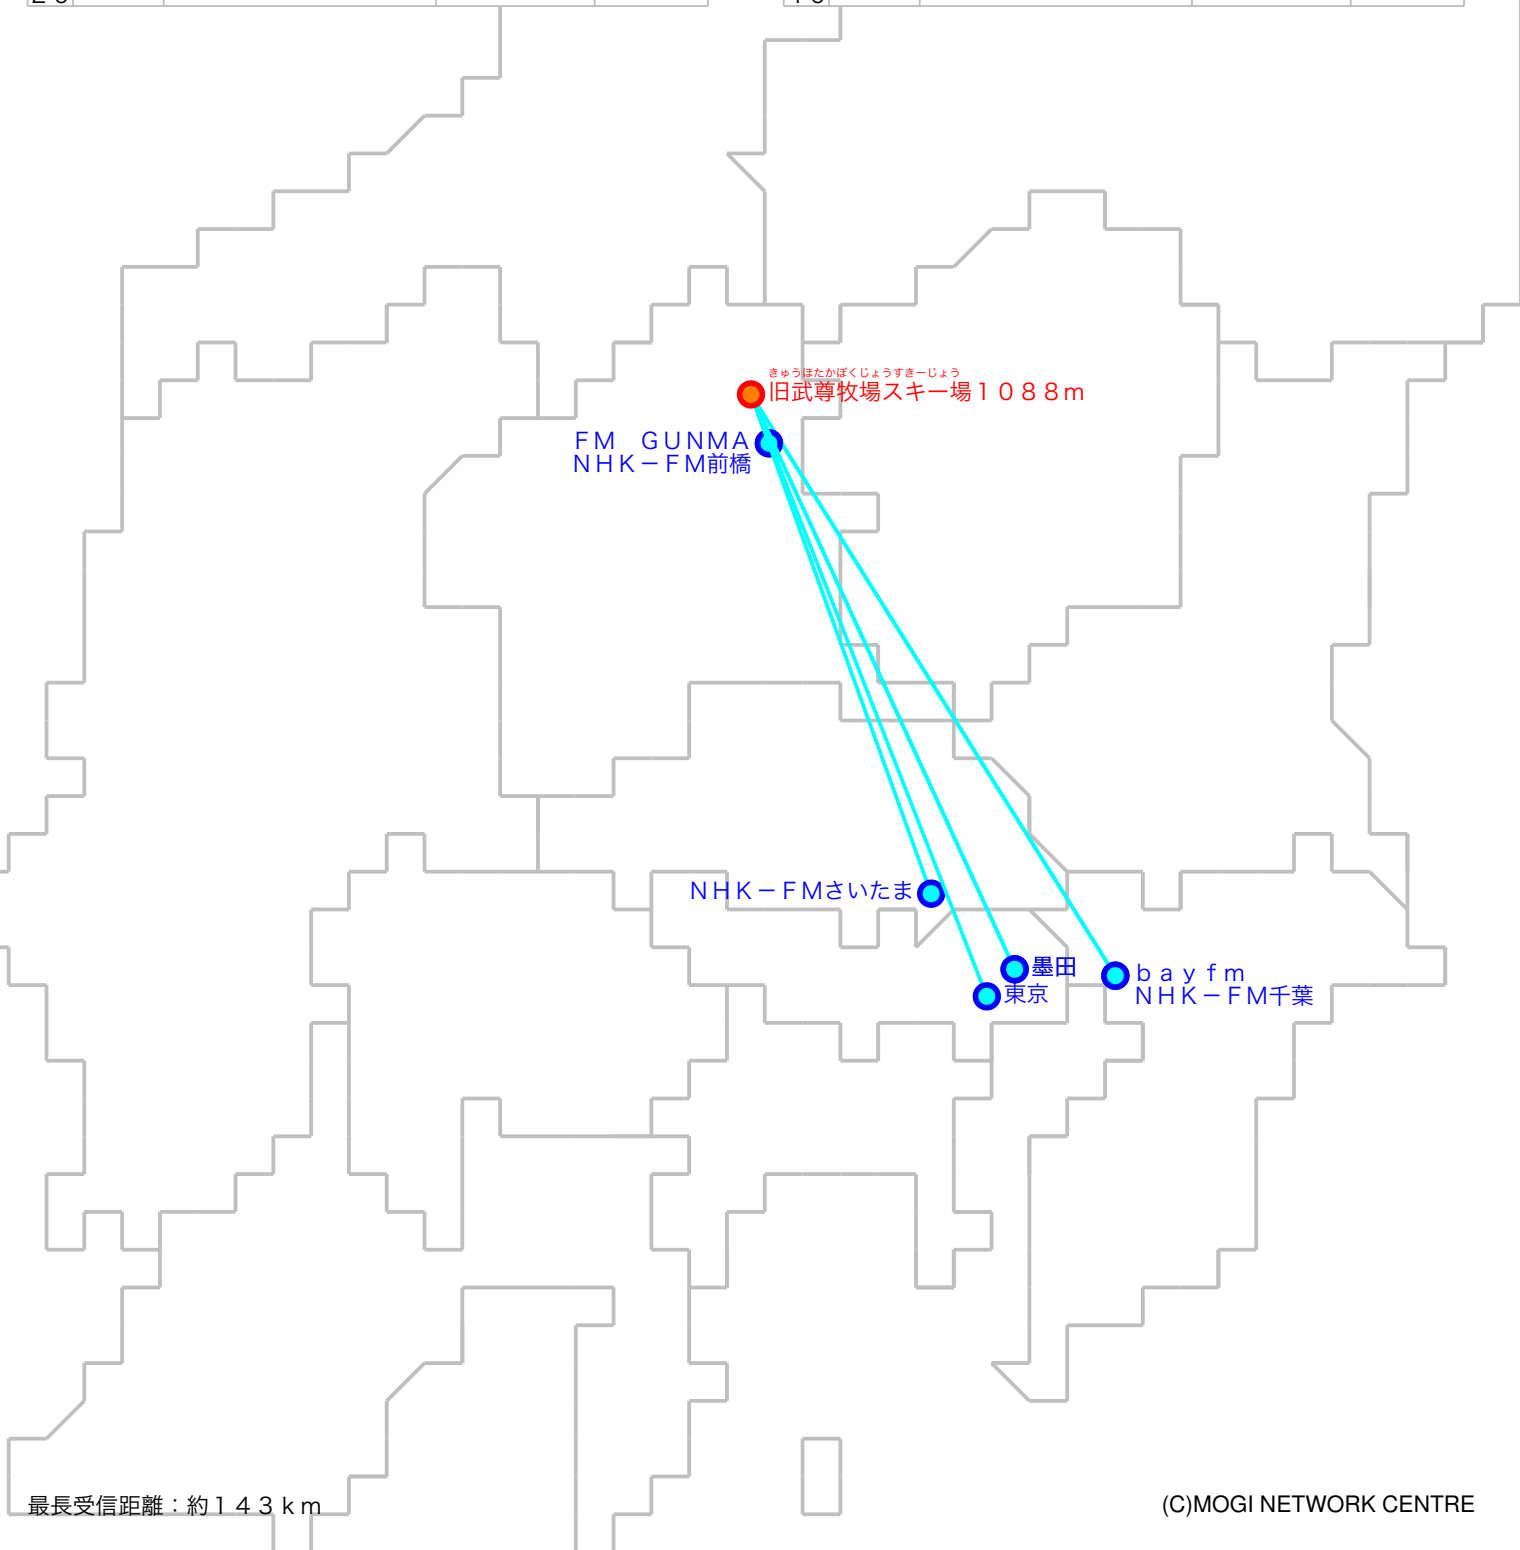 きゅうほたかぼくじょうすきーじょう
旧武尊牧場スキー場１０８８ｍ
ＦＭ　ＧＵＮＭＡ
ＮＨＫ－ＦＭ前橋
ＮＨＫ－ＦＭさいたま
墨田
東京
ｂａｙｆｍ
ＮＨＫ－ＦＭ千葉
最長受信距離：約１４３ｋｍ
(C)MOGI NETWORK CENTRE